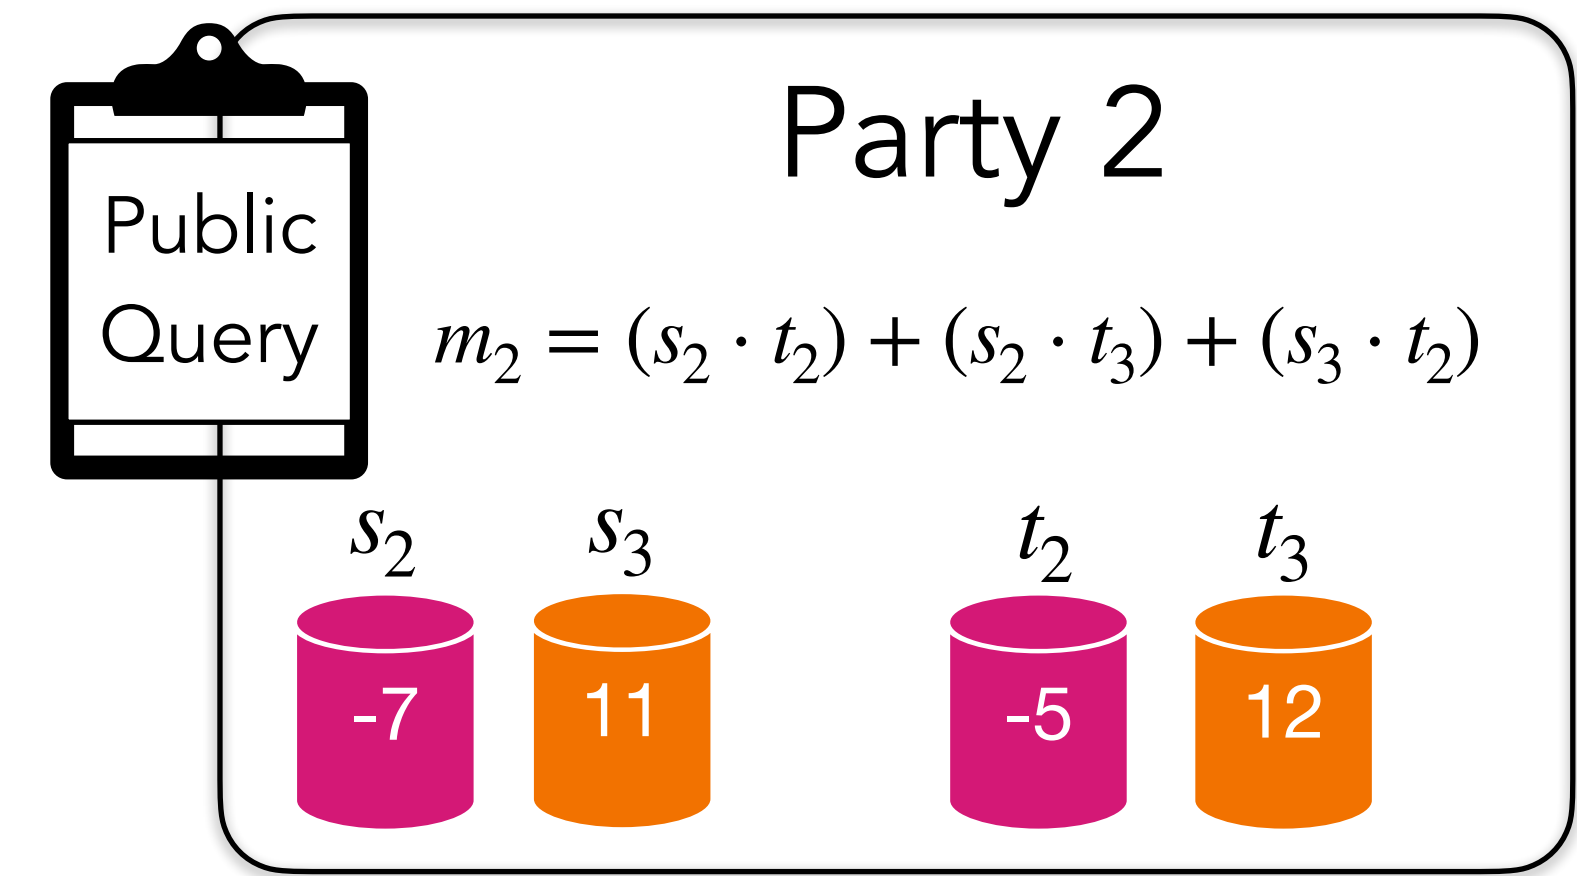 Party 2
Public
Query
m₂ = (s₂ · t₂) + (s₂ · t₃) + (s₃ · t₂)
s₂ s₃ t₂ t₃
-7 11 -5 12